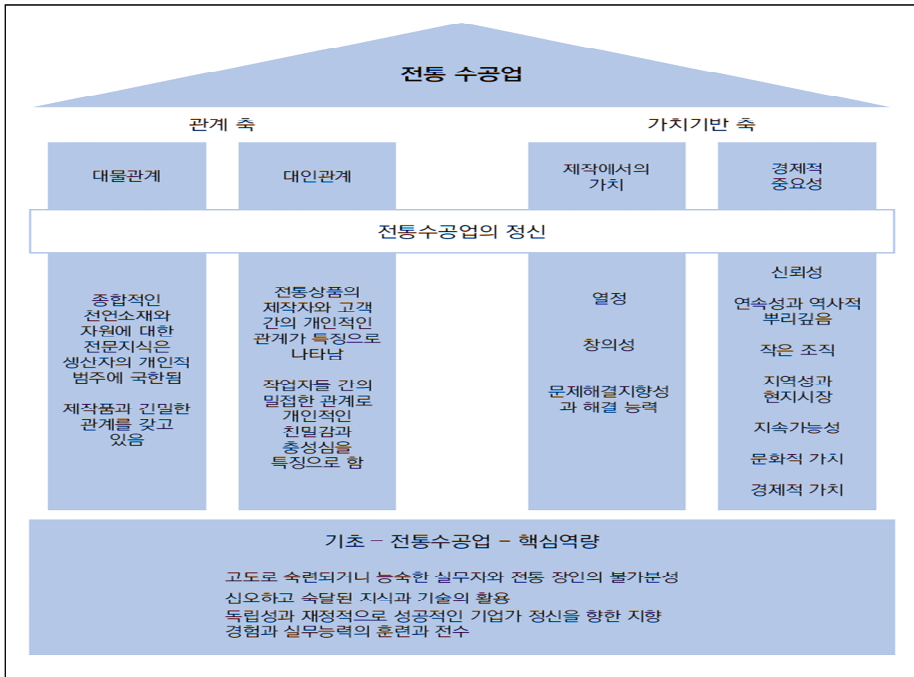 전통 수공업
관계 축
가치기반 축
대물관계
대인관계
제작에서의
가치
경제적
중요성
전통수공업의 정신
종합적인
천연소재와
자원에 대한
전문지식은
생산자의 개인적
범주에 국한됨
제작품과 긴밀한
관계를 갖고
있음
전통상품의
제작자와 고객
간의 개인적인
관계가 특징으로
나타남
작업자들 간의
밀접한 관계로
개인적인
친밀감과
충성심을
특징으로 함
열정
창의성
문제해결지향성
과 해결 능력
신뢰성
연속성과 역사적
뿌리깊음
작은 조직
지역성과
현지시장
지속가능성
문화적 가치
경제적 가치
기초 – 전통수공업 – 핵심역량
고도로 숙련되거나 능숙한 실무자와 전통 장인의 불가분성
심오하고 숙달된 지식과 기술의 활용
독립성과 재정적으로 성공적인 기업가 정신을 향한 지향
경험과 실무능력의 훈련과 전수